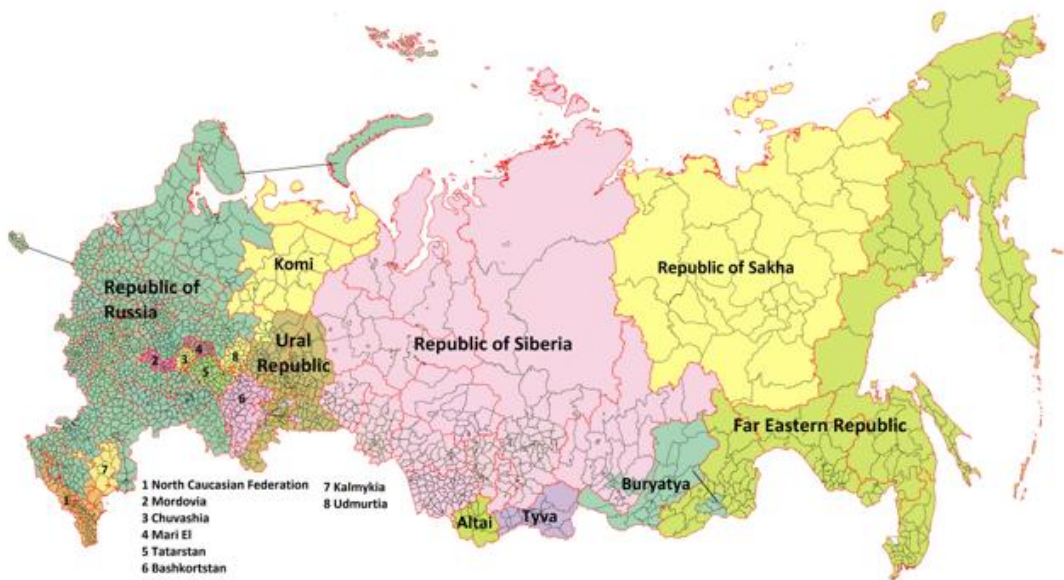 Komi
Republic of
Russia
Ural
Republic
Republic of Siberia
Republic of Sakha
Far Eastern Republic
Buryatya
Altai
Tyva
1
2
3
4
5
6
7
8
1 North Caucasian Federation
2 Mordovia
3 Chuvashia
4 Mari El
5 Tatarstan
6 Bashkortstan
7 Kalmykia
8 Udmurtia